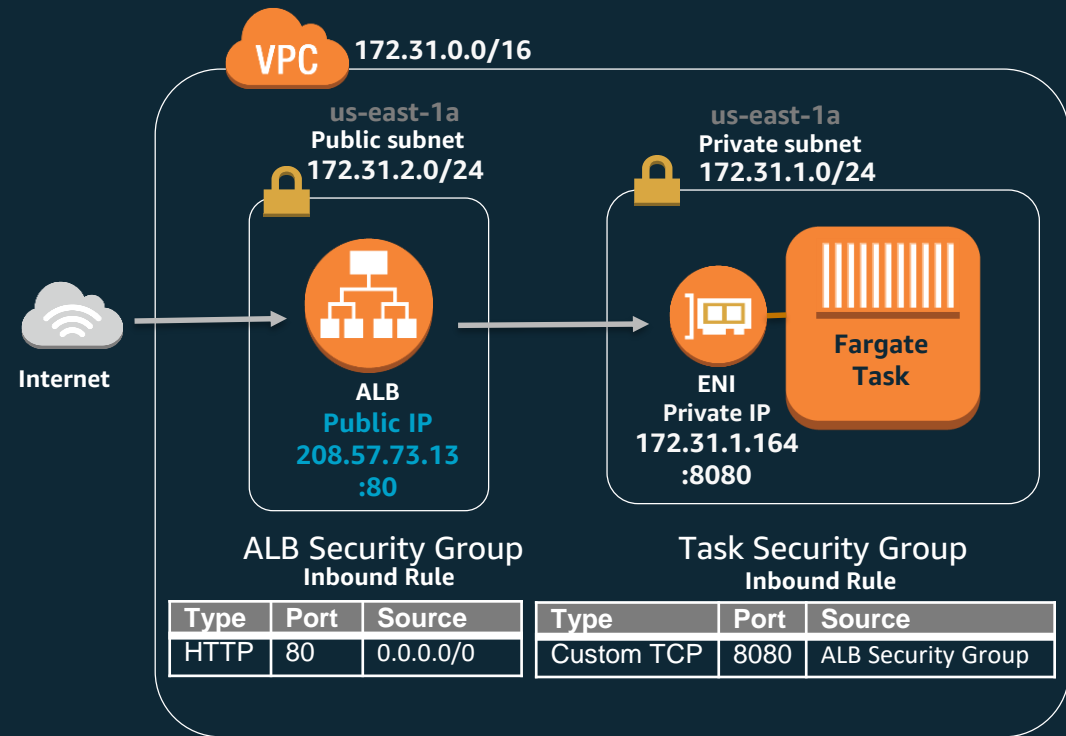 VPC
172.31.0.0/16
us-east-1a
Public subnet
172.31.2.0/24
us-east-1a
Private subnet
172.31.1.0/24
Internet
ALB
Public IP
208.57.73.13
:80
ENI
Private IP
172.31.1.164
:8080
Fargate
Task
ALB Security Group
Inbound Rule
Type Port Source
HTTP 80 0.0.0.0/0
Task Security Group
Inbound Rule
Type Port Source
Custom TCP 8080 ALB Security Group